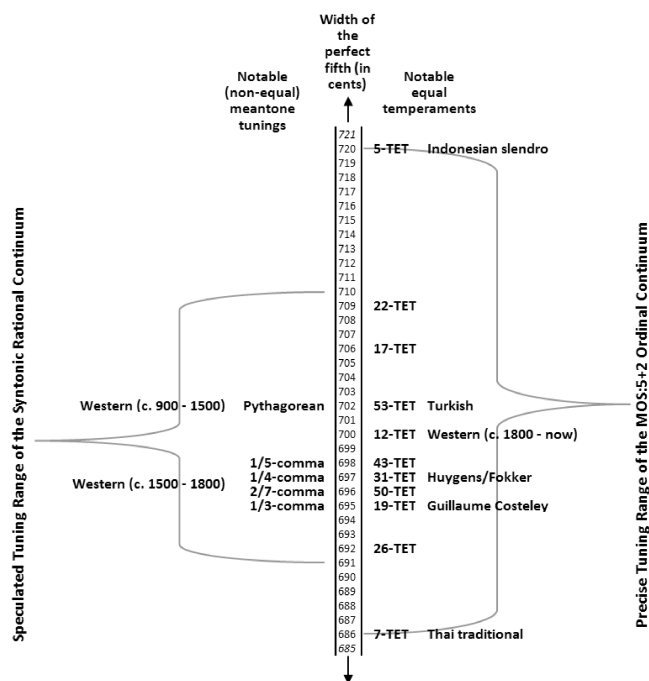 Width of
the
perfect
fifth (in
cents)
Notable
(non-equal)
meantone
tunings
Notable
equal
temperaments
Speculated Tuning Range of the Syntonic Rational Continuum
721
720 5-TET Indonesian slendro
719
718
717
716
715
714
713
712
711
710
709 22-TET
708
707
706 17-TET
705
704
703
Western (c. 900 - 1500) Pythagorean 702 53-TET Turkish
701
700 12-TET Western (c. 1800 - now)
699
1/5-comma 698 43-TET
Western (c. 1500 - 1800) 1/4-comma 697 31-TET Huygens/Fokker
2/7-comma 696 50-TET
1/3-comma 695 19-TET Guillaume Costeley
694
693
692 26-TET
691
690
689
688
687
686 7-TET Thai traditional
685
Precise Tuning Range of the MOS:5+2 Ordinal Continuum